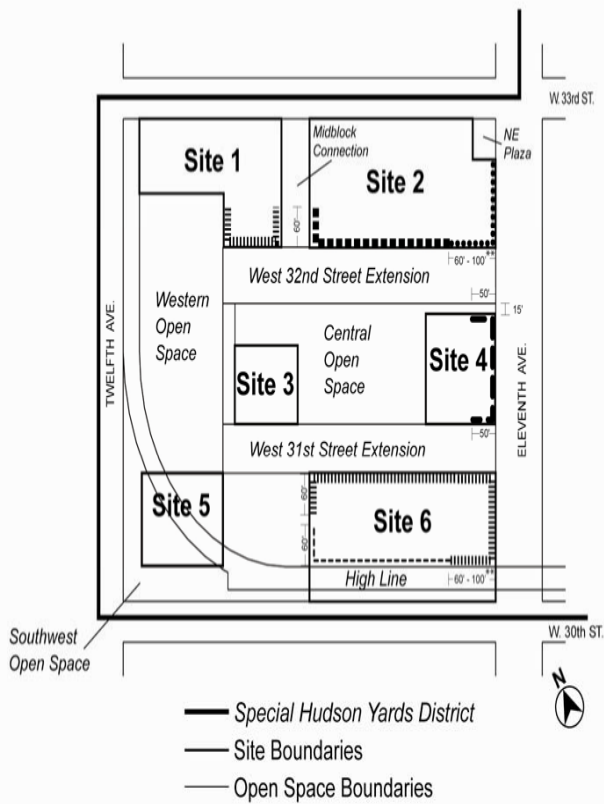 W. 33rd ST.
Midblock
Connection
NE
Plaza
Site 1
Site 2
60'
60' - 100'**
West 32nd Street Extension
50'
15'
Western
Open
Space
Central
Open
Space
TWELFTH AVE.
Site 3
Site 4
ELEVENTH AVE.
50'
West 31st Street Extension
60'
Site 5
Site 6
60'
High Line
60' - 100'**
Southwest
Open Space
W. 30th ST.
N
Special Hudson Yards District
Site Boundaries
Open Space Boundaries